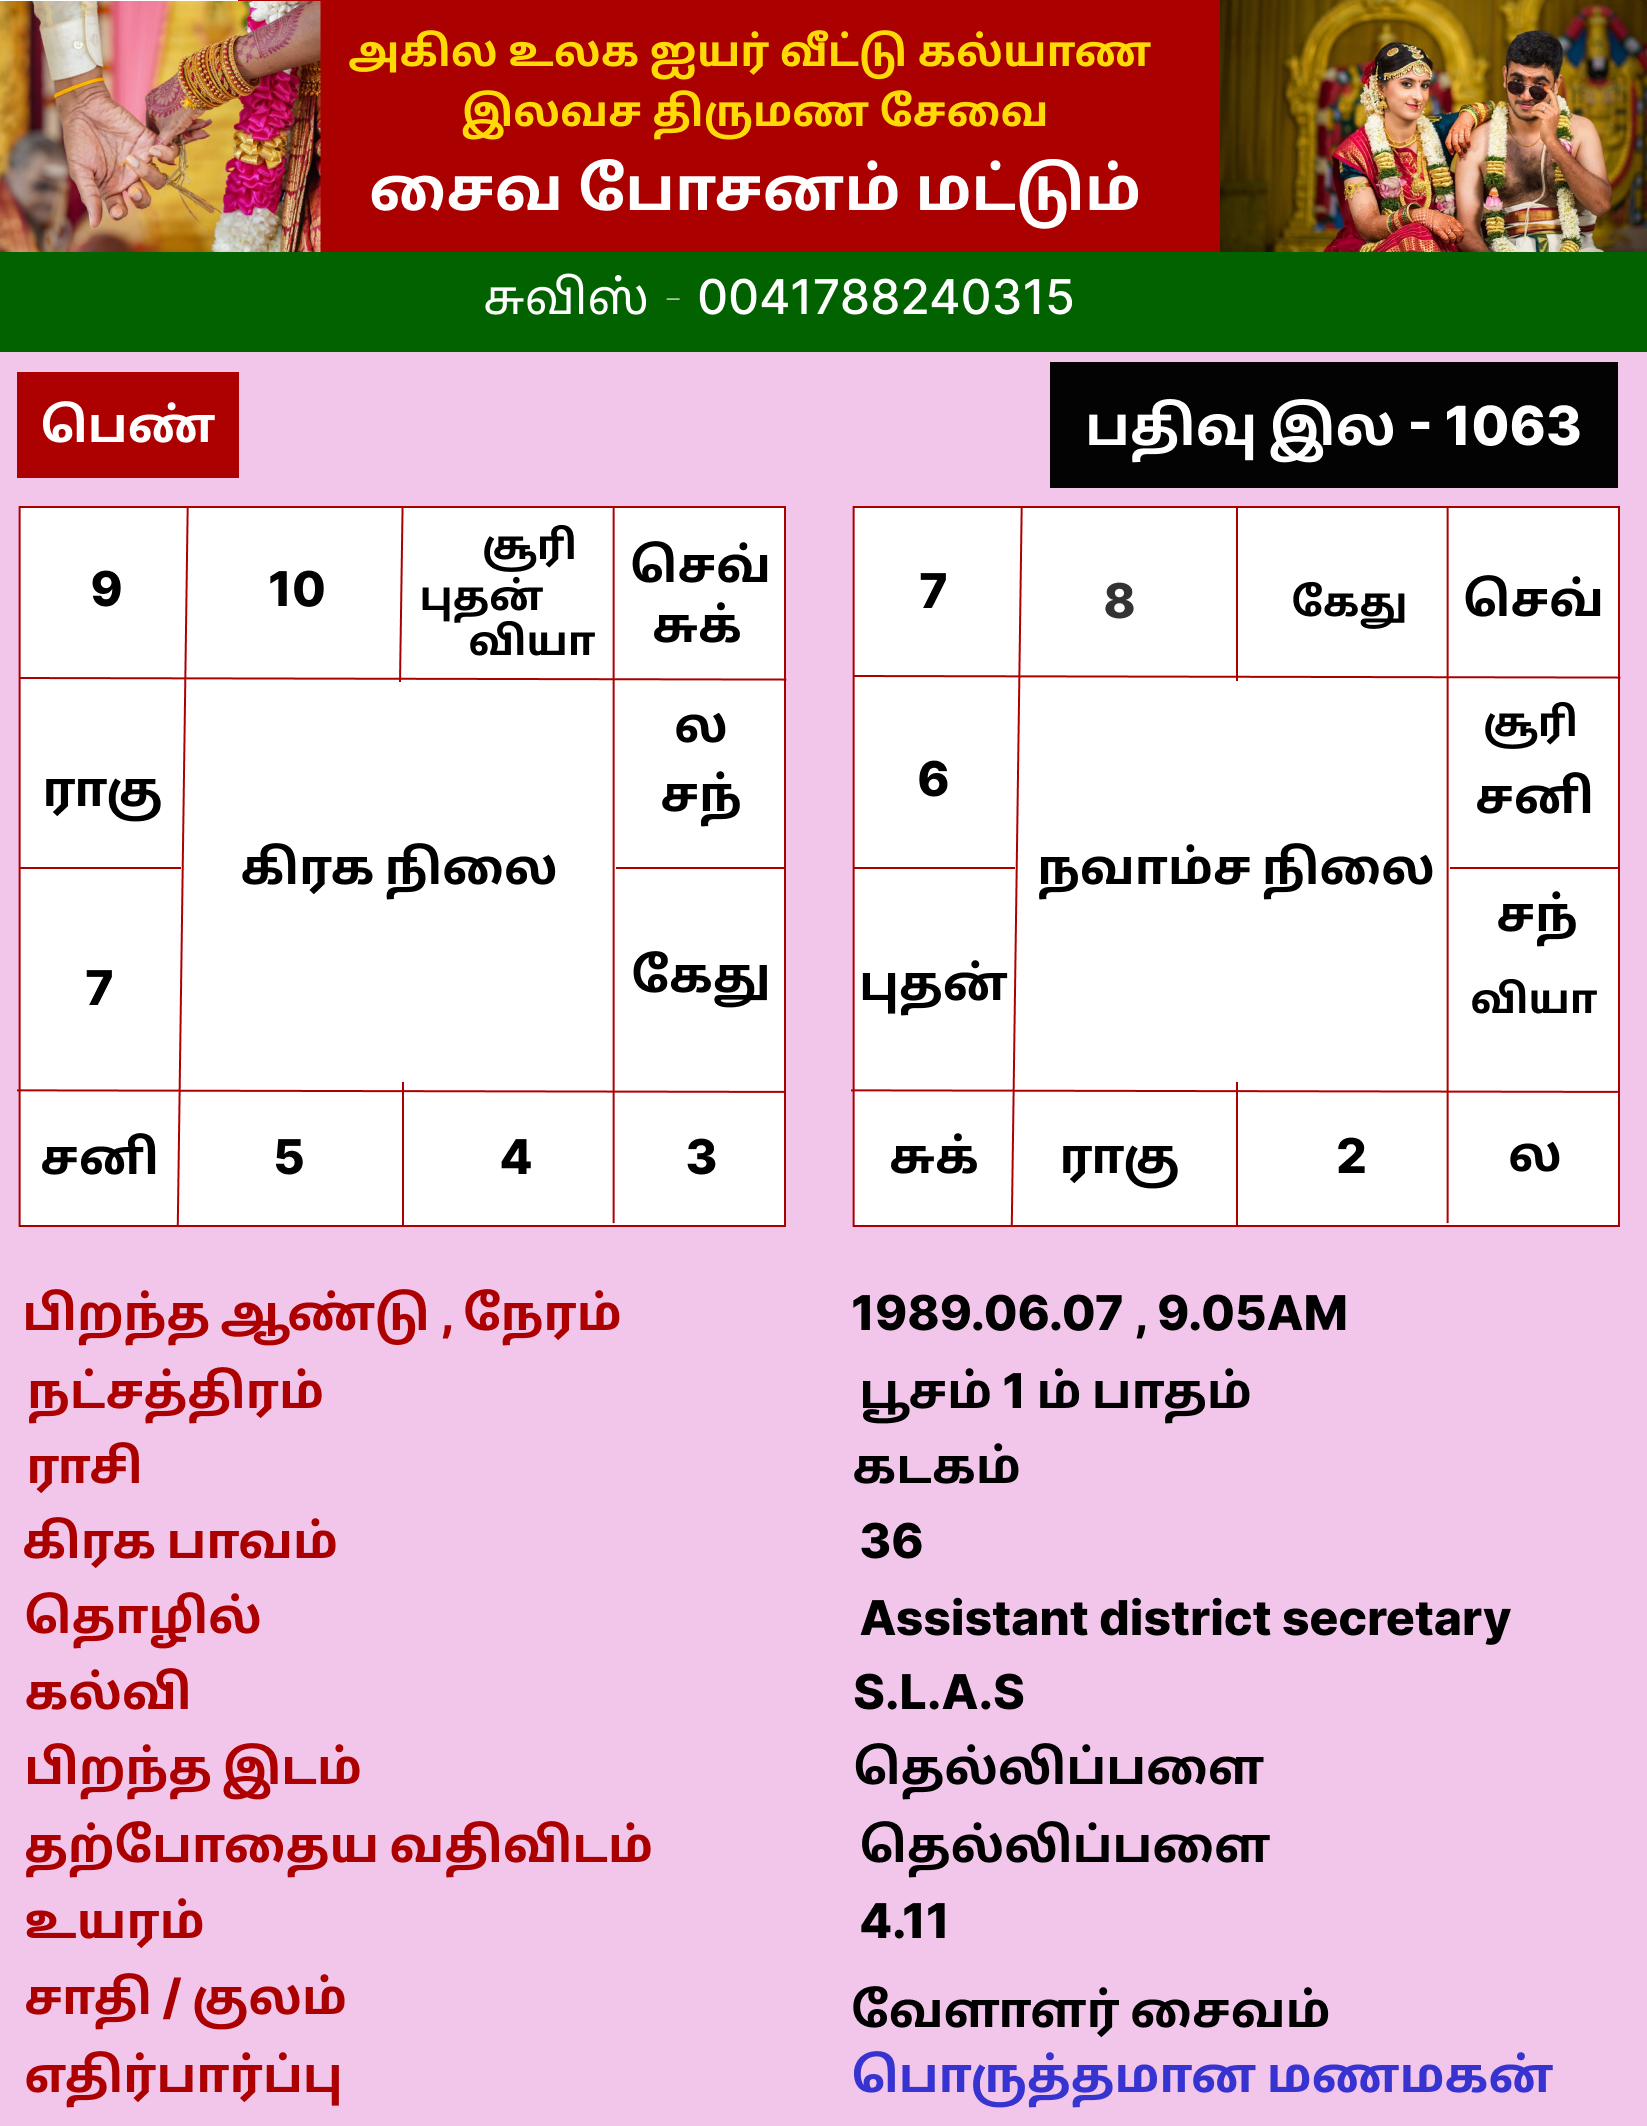 அகில உலக ஐயர் வீட்டு கல்யாண
இலவச திருமண சேவை
சைவ போசனம் மட்டும்
சுவிஸ் - 0041788240315
பெண்
பதிவு இல - 1063
9
10
சூரி
புதன்
வியா
செவ்
சுக்
ராகு
ல
சந்
கிரக நிலை
7
கேது
சனி
5
4
3
7
8
கேது
செவ்
6
சூரி
சனி
நவாம்ச நிலை
புதன்
சந்
வியா
சுக்
ராகு
2
ல
பிறந்த ஆண்டு , நேரம் 1989.06.07 , 9.05AM
நட்சத்திரம் பூசம் 1 ம் பாதம்
ராசி கடகம்
கிரக பாவம் 36
தொழில் Assistant district secretary
கல்வி S.L.A.S
பிறந்த இடம் தெல்லிப்பளை
தற்போதைய வதிவிடம் தெல்லிப்பளை
உயரம் 4.11
சாதி / குலம் வேளாளர் சைவம்
எதிர்பார்ப்பு பொருத்தமான மணமகன்